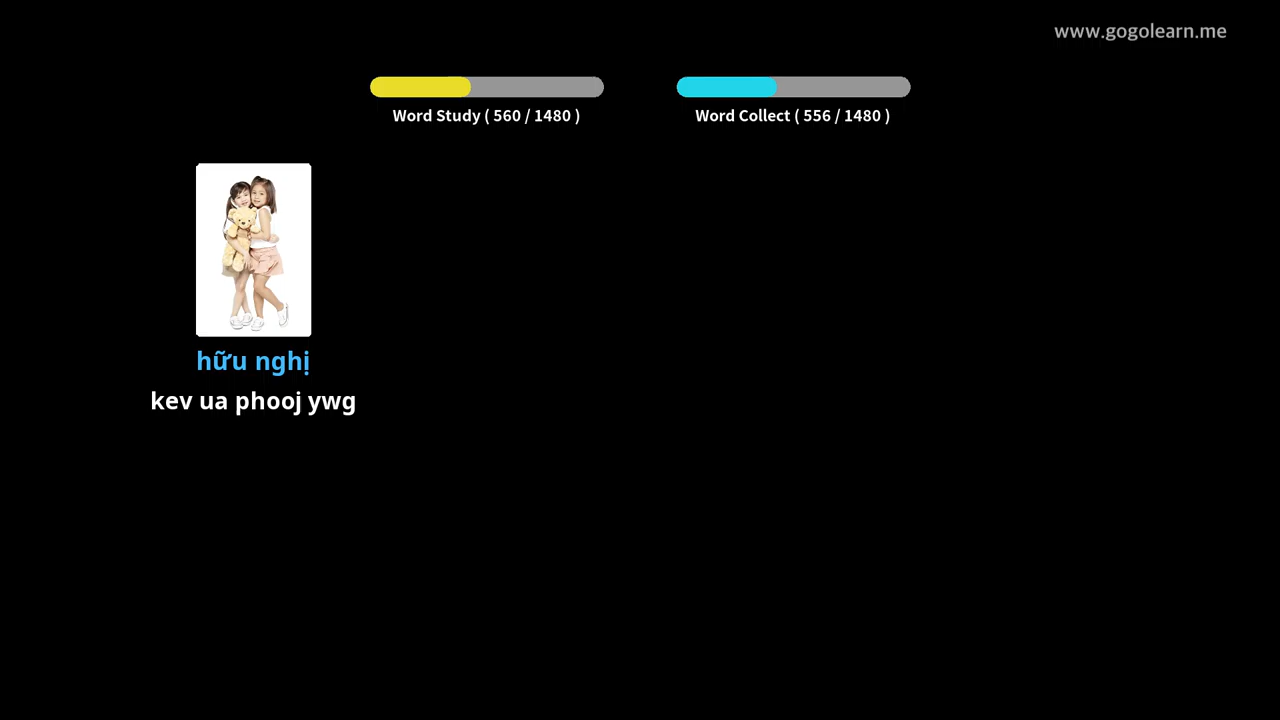 www.gogolearn.me
Word Study ( 560 / 1480 )
Word Collect ( 556 / 1480 )
hữu nghị
kev ua phooj ywg